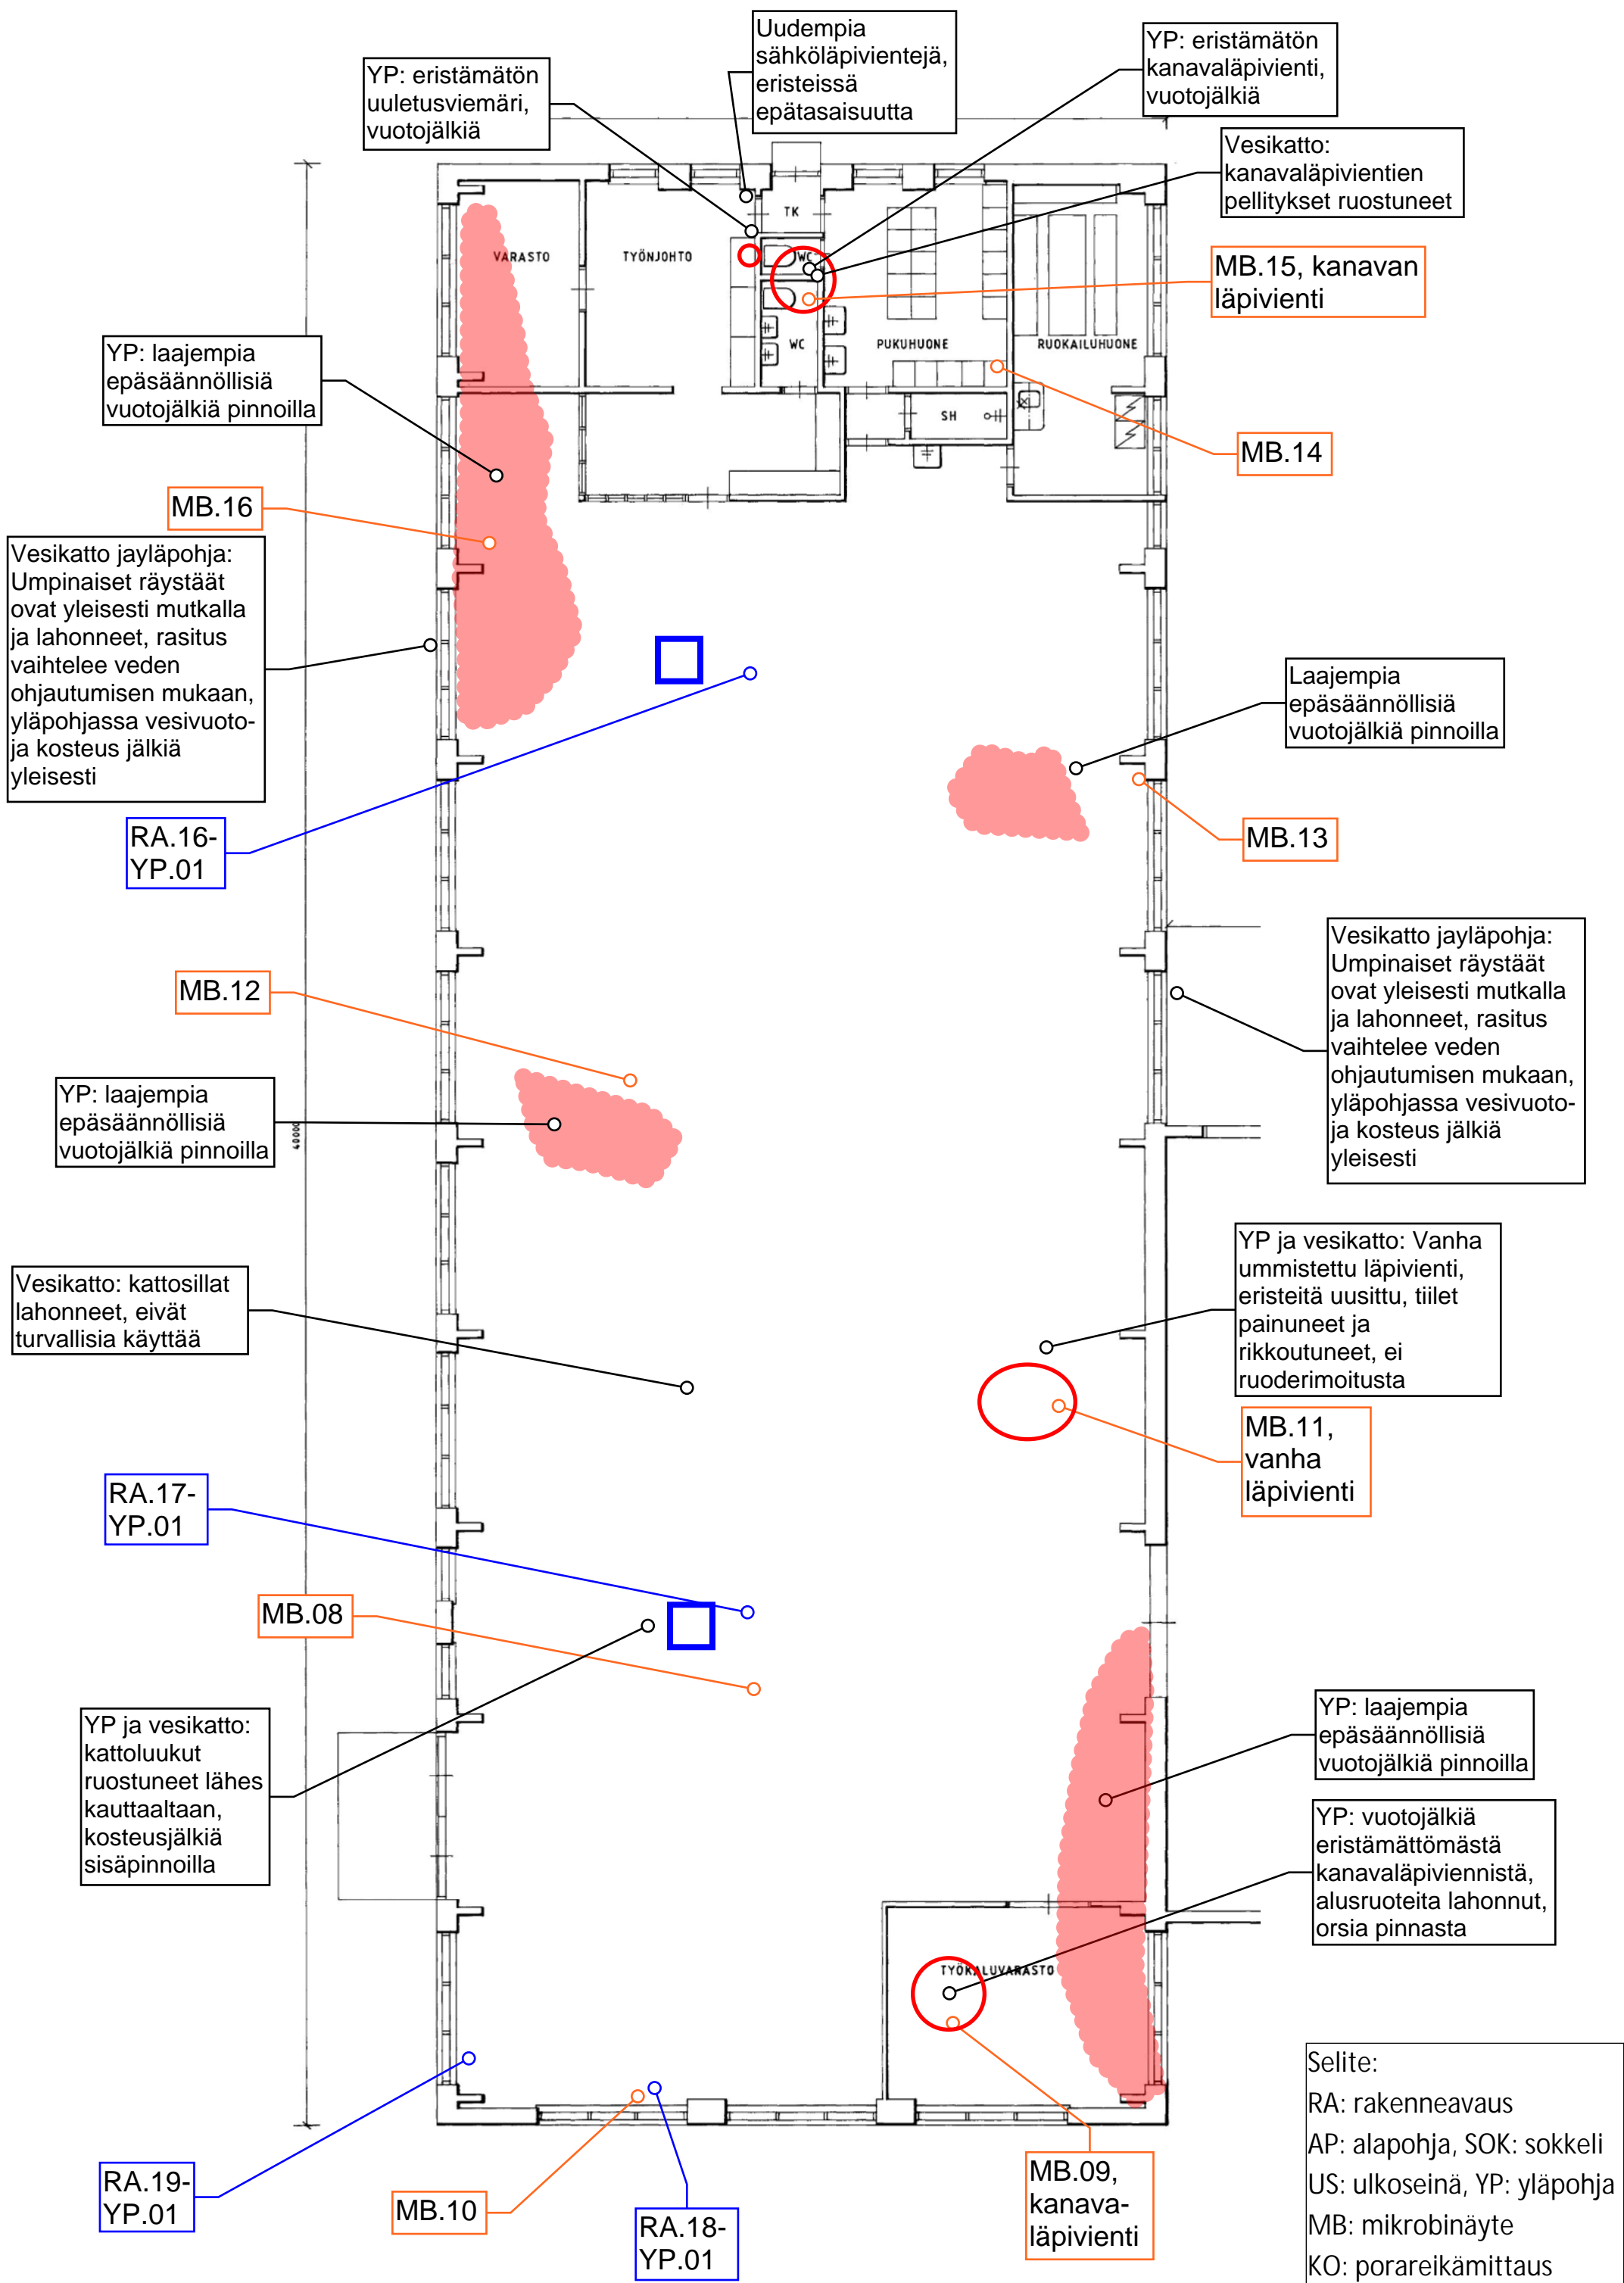 Uudempia
sähköläpivientejä,
eristeissä
epätasaisuutta
YP: eristämätön
kanavaläpivienti,
vuotojälkiä
YP: eristämätön
uuletusviemäri,
vuotojälkiä
Vesikatto:
kanavaläpivientien
pellitykset ruostuneet
TK
VARASTO
TYÖNJOHTO
WC
MB.15, kanavan
läpivienti
WC
PUKUHUONE
RUOKAILUHUONE
YP: laajempia
epäsäännöllisiä
vuotojälkiä pinnoilla
SH
MB.14
MB.16
Vesikatto jayläpohja:
Umpinaiset räystäät
ovat yleisesti mutkalla
ja lahonneet, rasitus
vaihtelee veden
ohjautumisen mukaan,
yläpohjassa vesivuoto-
ja kosteus jälkiä
yleisesti
Laajempia
epäsäännöllisiä
vuotojälkiä pinnoilla
RA.16-
YP.01
MB.13
Vesikatto jayläpohja:
Umpinaiset räystäät
ovat yleisesti mutkalla
ja lahonneet, rasitus
vaihtelee veden
ohjautumisen mukaan,
yläpohjassa vesivuoto-
ja kosteus jälkiä
yleisesti
MB.12
YP: laajempia
epäsäännöllisiä
vuotojälkiä pinnoilla
40000
YP ja vesikatto: Vanha
ummistettu läpivienti,
eristeitä uusittu, tiilet
painuneet ja
rikkoutuneet, ei
ruoderimoitusta
Vesikatto: kattosillat
lahonneet, eivät
turvallisia käyttää
MB.11,
vanha
läpivienti
RA.17-
YP.01
MB.08
YP ja vesikatto:
kattoluukut
ruostuneet lähes
kauttaaltaan,
kosteusjälkiä
sisäpinnoilla
YP: laajempia
epäsäännöllisiä
vuotojälkiä pinnoilla
YP: vuotojälkiä
eristämättömästä
kanavaläpiviennistä,
alusruoteita lahonnut,
orsia pinnasta
TYÖKALUVARASTO
RA.19-
YP.01
MB.10
RA.18-
YP.01
MB.09,
kanava-
läpivienti
Selite:
RA: rakenneavaus
AP: alapohja, SOK: sokkeli
US: ulkoseinä, YP: yläpohja
MB: mikrobinäyte
KO: porareikämittaus